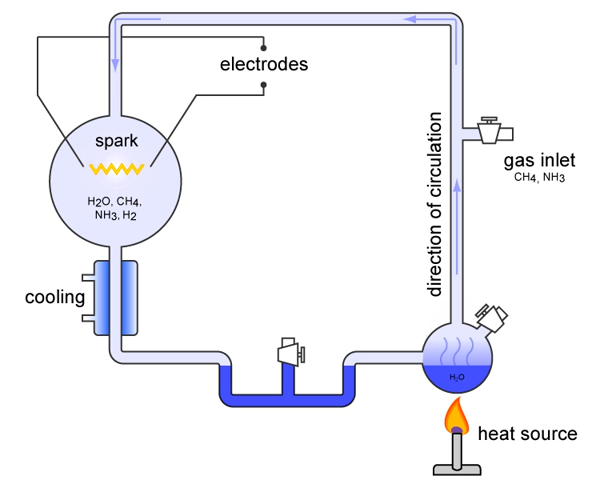 electrodes
spark
H2O, CH4,
NH3, H2
direction of circulation
gas inlet
CH4, NH3
cooling
H2O
heat source